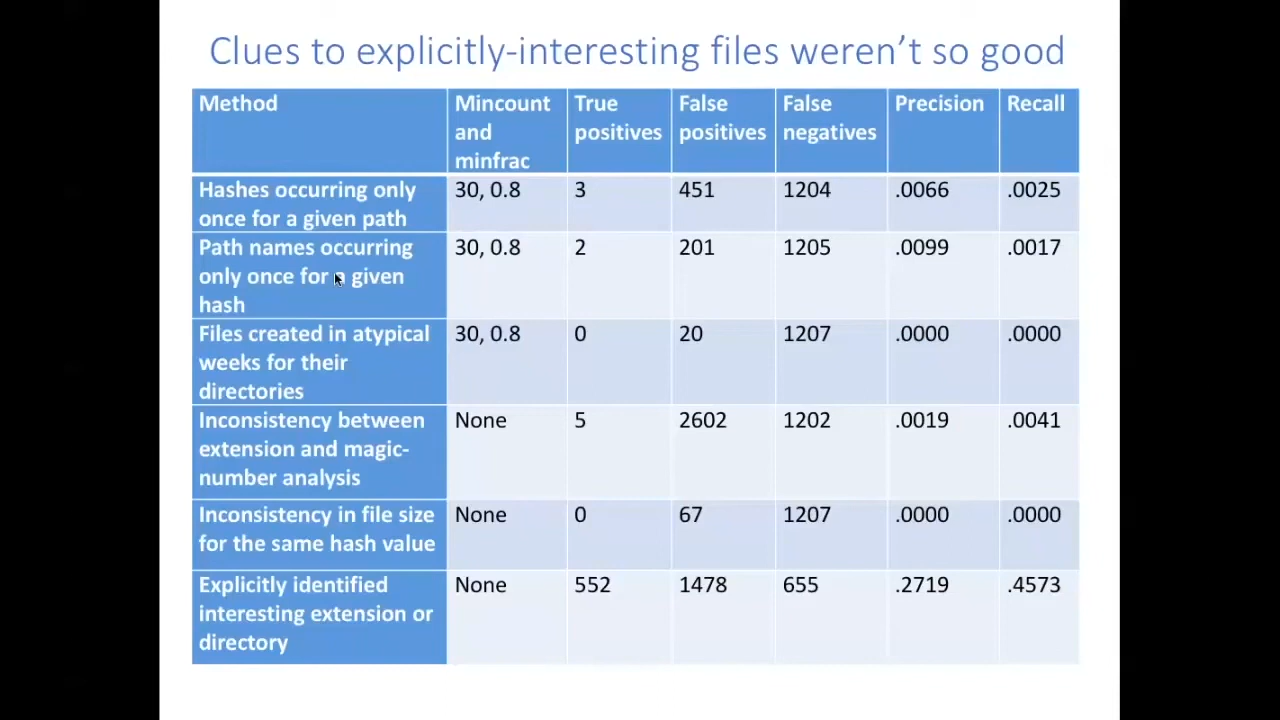 Clues to explicitly-interesting files weren't so good
Method
Mincount
and
minfrac
True
positives
False
positives
False
negatives
Precision
Recall
Hashes occurring only
once for a given path
30, 0.8
3
451
1204
.0066
.0025
Path names occurring
only once for a given
hash
30, 0.8
2
201
1205
.0099
.0017
Files created in atypical
weeks for their
directories
30, 0.8
0
20
1207
.0000
.0000
Inconsistency between
extension and magic-
number analysis
None
5
2602
1202
.0019
.0041
Inconsistency in file size
for the same hash value
None
0
67
1207
.0000
.0000
Explicitly identified
interesting extension or
directory
None
552
1478
655
.2719
.4573